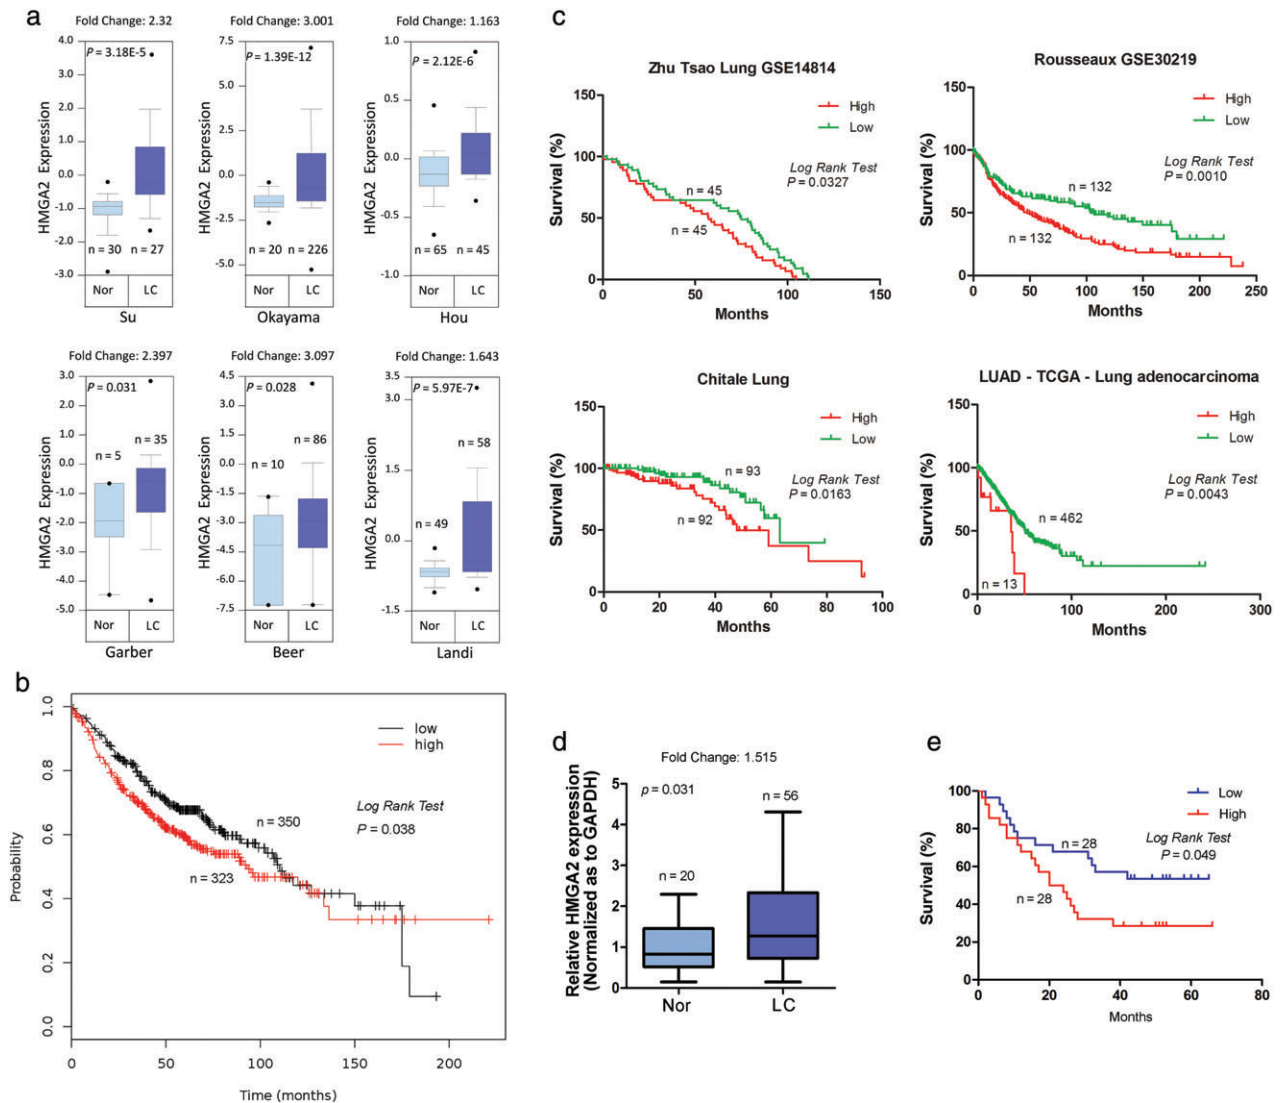 a
Fold Change: 2.32
HMGA2 Expression
4.0
3.0
2.0
1.0
0.0
-1.0
-2.0
-3.0
P = 3.18E-5
n = 30
n = 27
Nor
LC
Su
Fold Change: 3.001
HMGA2 Expression
7.5
5.0
2.5
0.0
-2.5
-5.0
P = 1.39E-12
n = 20
n = 226
Nor
LC
Okayama
Fold Change: 1.163
HMGA2 Expression
1.0
0.5
0.0
-0.5
-1.0
P = 2.12E-6
n = 65
n = 45
Nor
LC
Hou
Fold Change: 2.397
HMGA2 Expression
3.0
2.0
1.0
0.0
-1.0
-2.0
-3.0
-4.0
-5.0
P = 0.031
n = 5
n = 35
Nor
LC
Garber
Fold Change: 3.097
HMGA2 Expression
4.5
3.0
1.5
0.0
-1.5
-3.0
-4.5
-6.0
-7.5
P = 0.028
n = 10
n = 86
Nor
LC
Beer
Fold Change: 1.643
HMGA2 Expression
3.5
3.0
1.5
0.0
-1.5
P = 5.97E-7
n = 49
n = 58
Nor
LC
Landi
b
Probability
1.0
0.8
0.6
0.4
0.2
0.0
low
high
Log Rank Test
P = 0.038
n = 350
n = 323
0
50
100
150
200
Time (months)
c
Zhu Tsao Lung GSE14814
Survival (%)
150
100
50
0
High
Low
Log Rank Test
P = 0.0327
n = 45
n = 45
0
50
100
150
Months
Rousseaux GSE30219
Survival (%)
150
100
50
0
High
Low
Log Rank Test
P = 0.0010
n = 132
n = 132
0
50
100
150
200
250
Months
Chitale Lung
Survival (%)
150
100
50
0
High
Low
Log Rank Test
P = 0.0163
n = 93
n = 92
0
20
40
60
80
100
Months
LUAD - TCGA - Lung adenocarcinoma
Survival (%)
150
100
50
0
High
Low
Log Rank Test
P = 0.0043
n = 462
n = 13
0
100
200
300
Months
d
Fold Change: 1.515
Relative HMGA2 expression
(Normalized as to GAPDH)
5
4
3
2
1
0
p = 0.031
n = 20
n = 56
Nor
LC
e
Survival (%)
100
80
60
40
20
0
Low
High
Log Rank Test
P = 0.049
n = 28
n = 28
0
20
40
60
80
Months